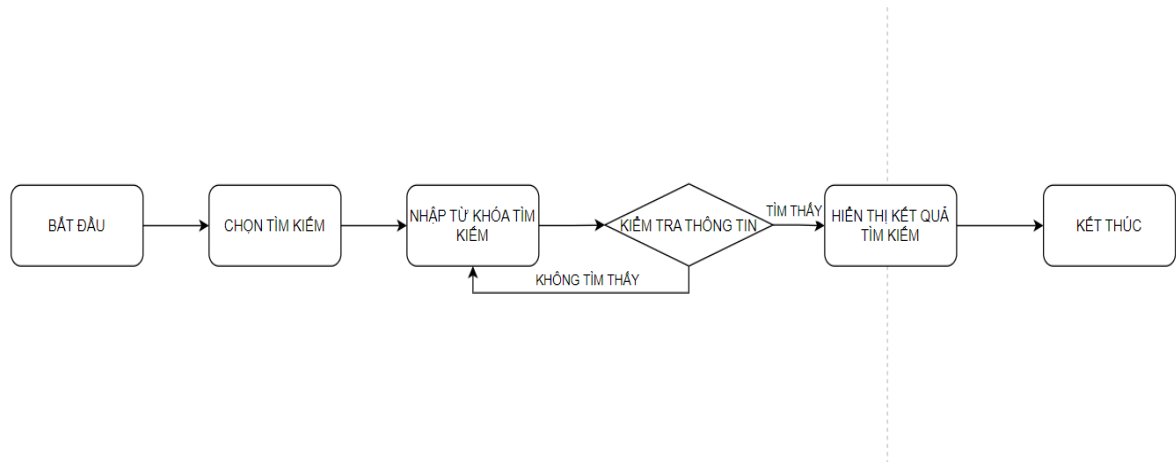 BẮT ĐẦU
CHỌN TÌM KIẾM
NHẬP TỪ KHÓA TÌM
KIẾM
KIỂM TRA THÔNG TIN
TÌM THẤY
HIỂN THỊ KẾT QUẢ
TÌM KIẾM
KẾT THÚC
KHÔNG TÌM THẤY